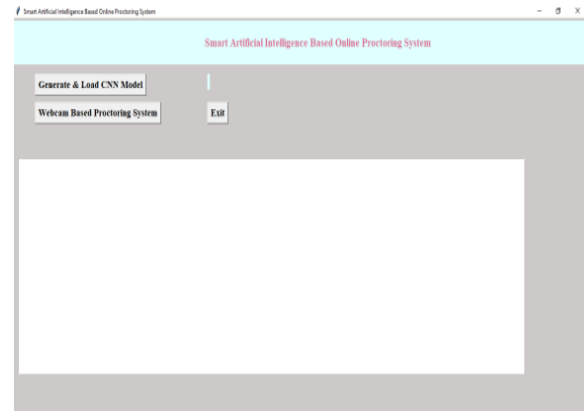 Smart Artificial Intelligence Based Online Proctoring System
Smart Artificial Intelligence Based Online Proctoring System
Generate & Load CNN Model
Webcam Based Proctoring System
Exit